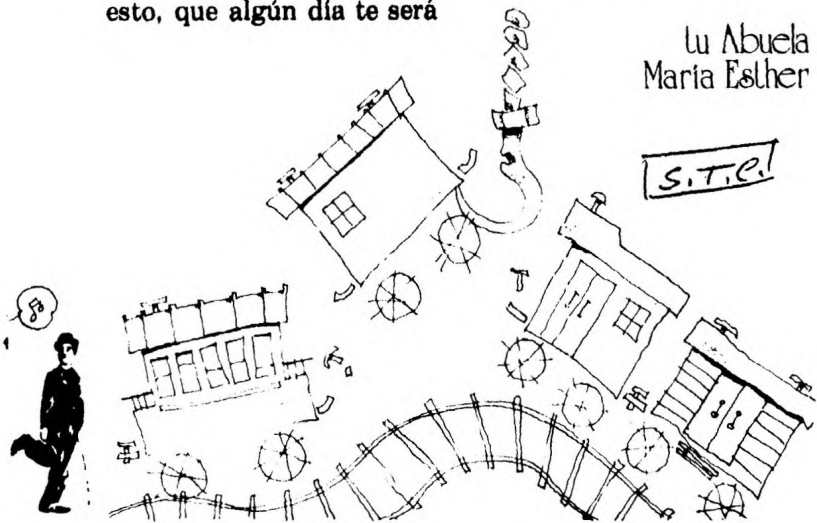 esto, que algún día te será
tu Abuela
María Esther
S.T.C.